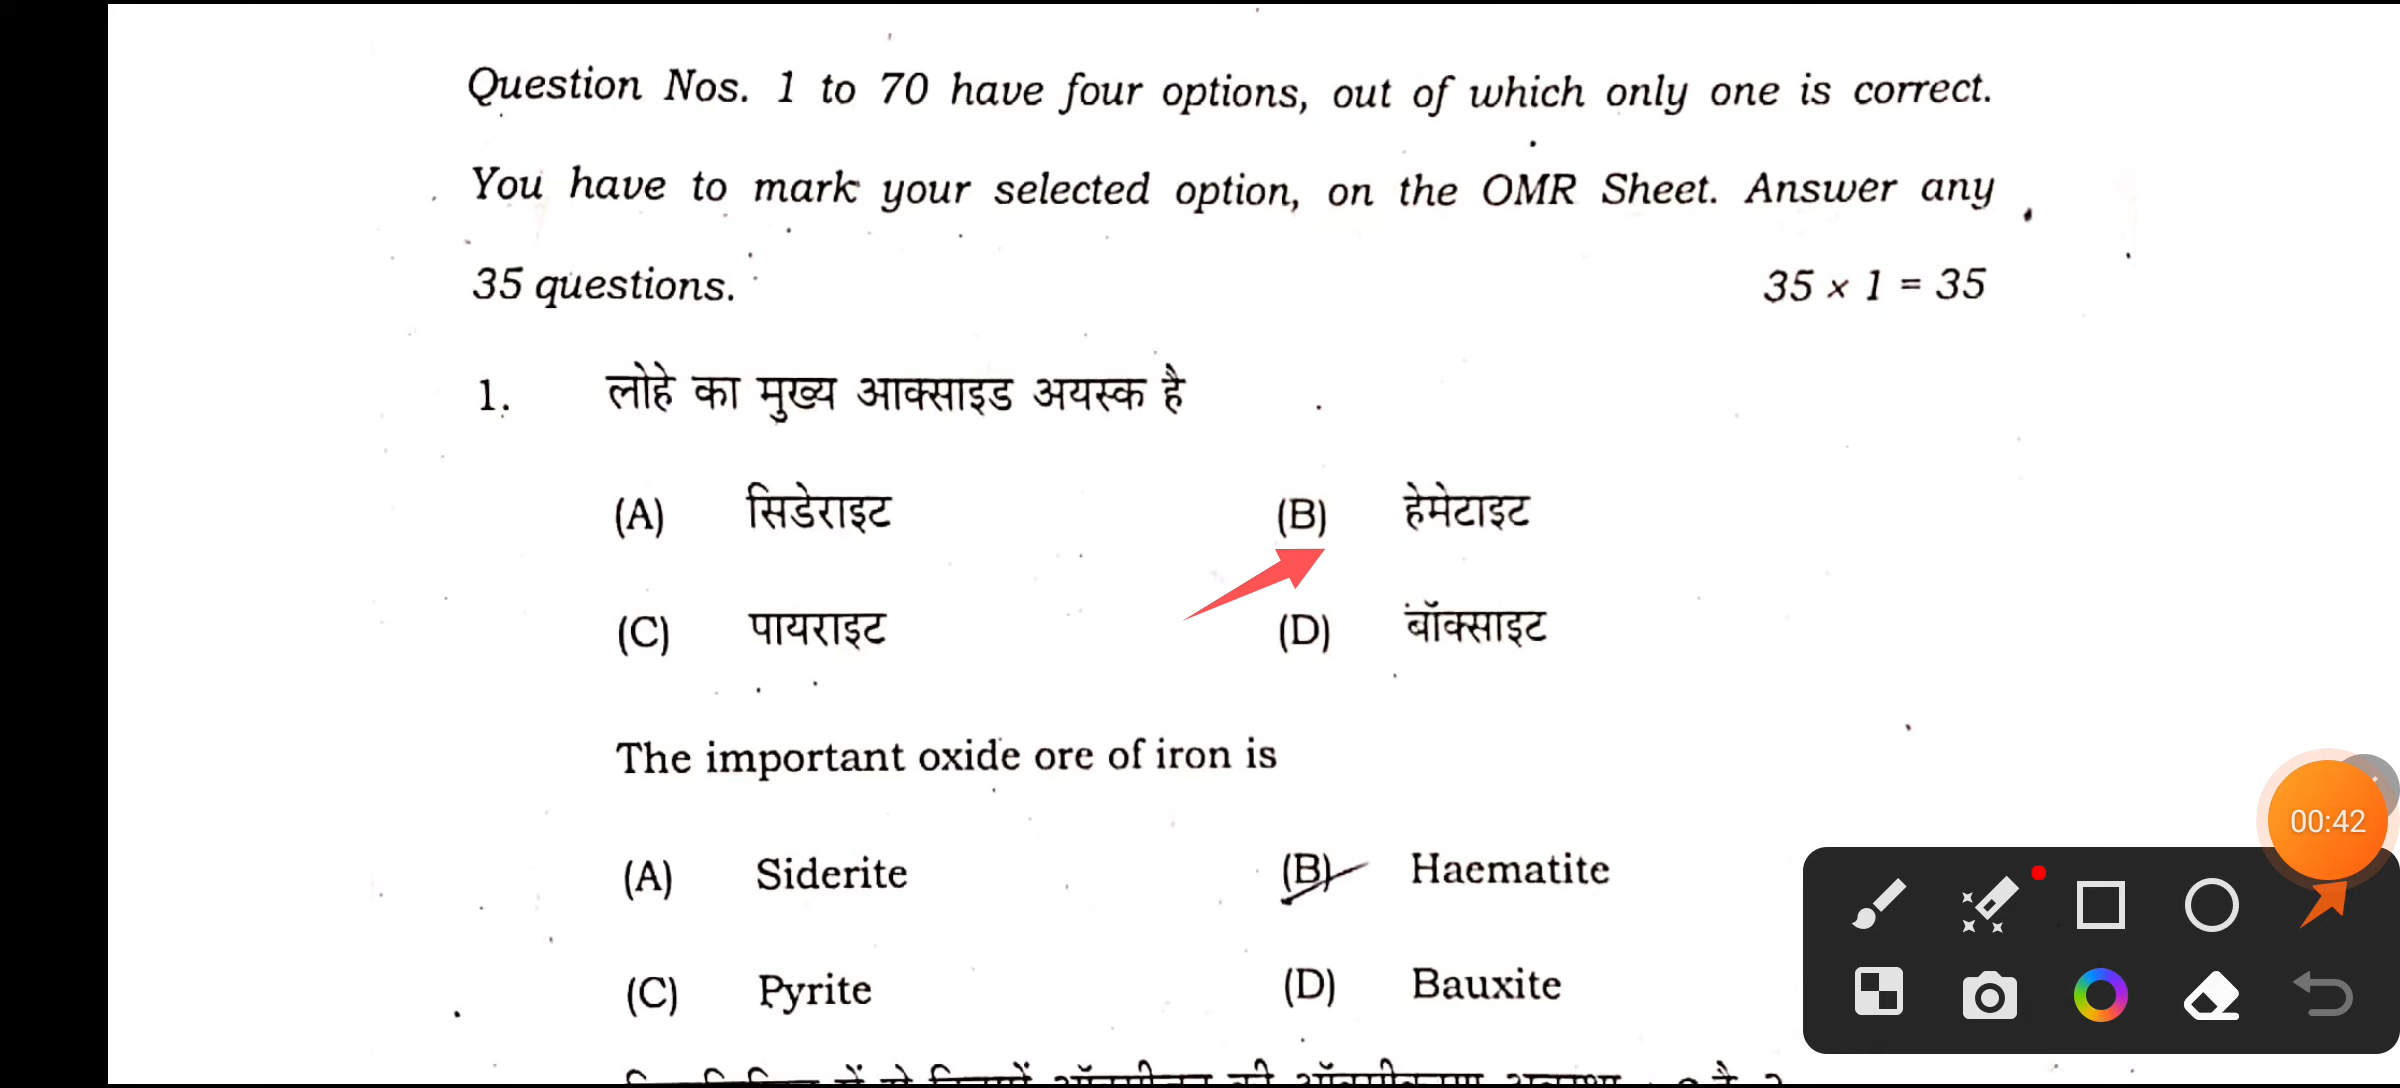 Question Nos. 1 to 70 have four options, out of which only one is correct.
You have to mark your selected option, on the OMR Sheet. Answer any
35 questions. 35 × 1 = 35
1. लोहे का मुख्य आक्साइड अयस्क है
(A) सिडेराइट (B) हेमेटाइट
(C) पायराइट (D) बॉक्साइट
The important oxide ore of iron is
(A) Siderite (B) Haematite
(C) Pyrite (D) Bauxite
00:42